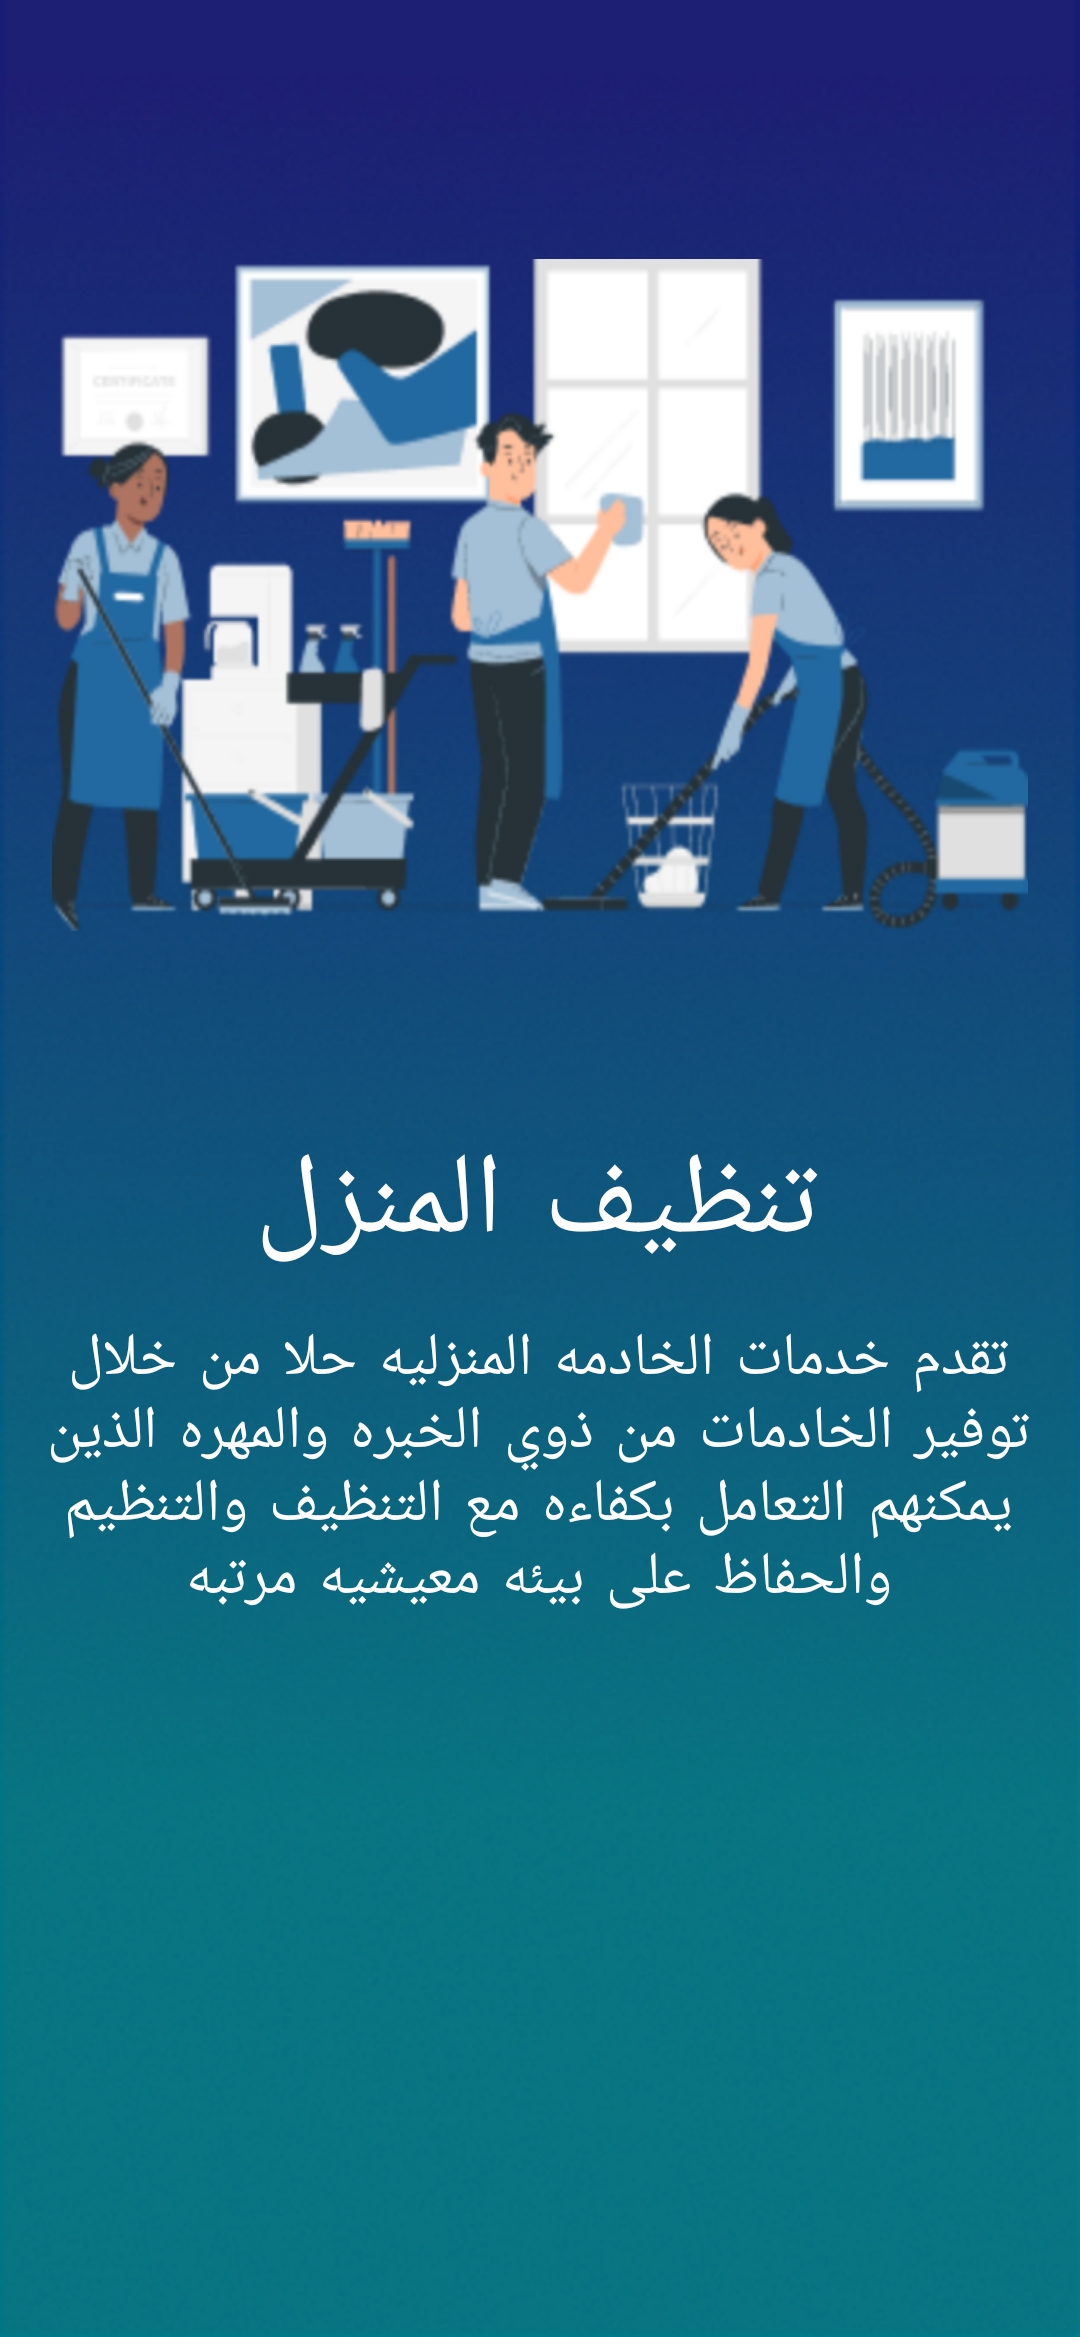 CERTIFICATE
تنظيف المنزل
تقدم خدمات الخادمه المنزليه حلا من خلال
توفير الخادمات من ذوي الخبره والمهره الذين
يمكنهم التعامل بكفاءه مع التنظيف والتنظيم
والحفاظ على بيئه معيشيه مرتبه